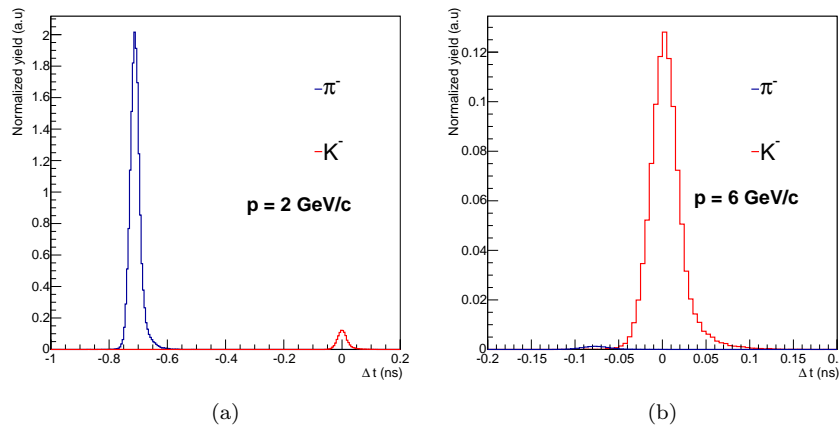 Normalized yield (a.u)
2
1.8
1.6
1.4
1.2
1
0.8
0.6
0.4
0.2
0
-1 -0.8 -0.6 -0.4 -0.2 0 0.2
Δ t (ns)
π⁻
K⁻
p = 2 GeV/c
(a)
Normalized yield (a.u)
0.12
0.1
0.08
0.06
0.04
0.02
0
-0.2 -0.15 -0.1 -0.05 0 0.05 0.1 0.15 0.
Δ t (ns)
π⁻
K⁻
p = 6 GeV/c
(b)